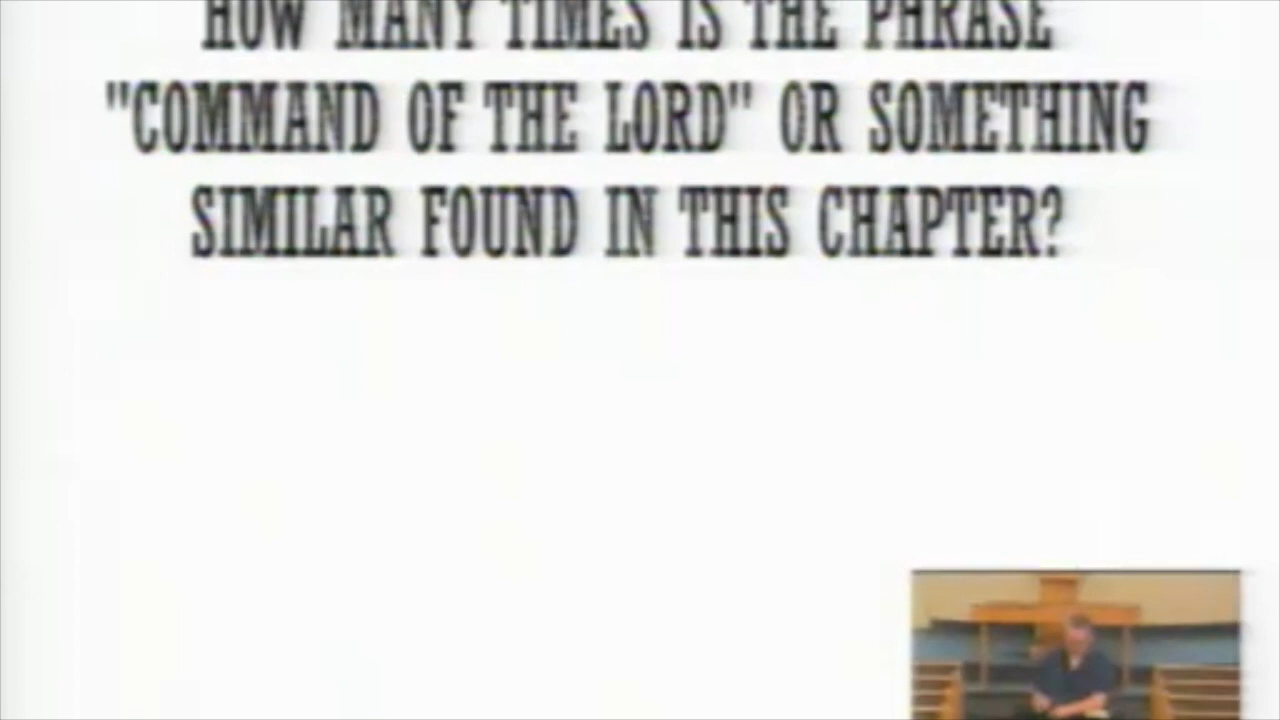 HOW MANY TIMES IS THE PHRASE
"COMMAND OF THE LORD" OR SOMETHING
SIMILAR FOUND IN THIS CHAPTER?